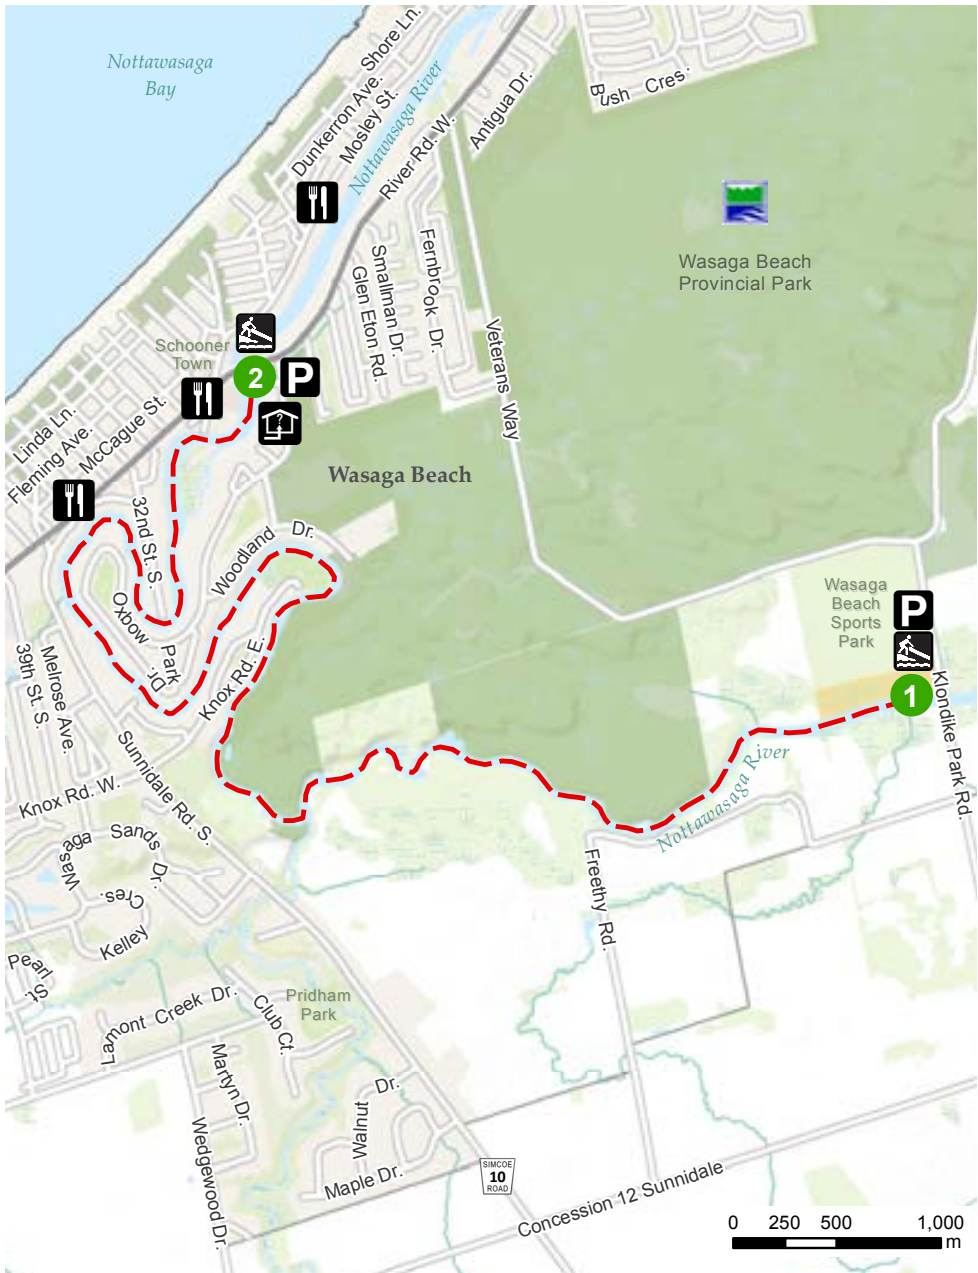 Nottawasaga
Bay
Shore Ln.
Dunkerron Ave.
Mosley St.
Nottawasaga River
River Rd. W.
Antigua Dr.
Bush Cres.
Wasaga Beach
Provincial Park
Fernbrook Dr.
Smallman Dr.
Glen Eton Rd.
Veterans Way
Schooner
Town
2
P
?
Linda Ln.
Fleming Ave.
McCague St.
Wasaga Beach
32nd St. S.
Woodland Dr.
Oxbow Park Dr.
Knox Rd. E.
Wasaga
Beach
Sports
Park
P
1
Klondike Park Rd.
Melrose Ave.
39th St. S.
Sunnidale Rd. S.
Knox Rd. W.
Nottawasaga River
Wasaga Sands Dr.
Kelley Cres.
Pearl St.
Freethy Rd.
Pridham
Park
Lamont Creek Dr.
Club Ct.
Martyn Dr.
Wedgewood Dr.
Walnut Dr.
Maple Dr.
SIMCOE
10
ROAD
Concession 12 Sunnidale
0 250 500 1,000
m